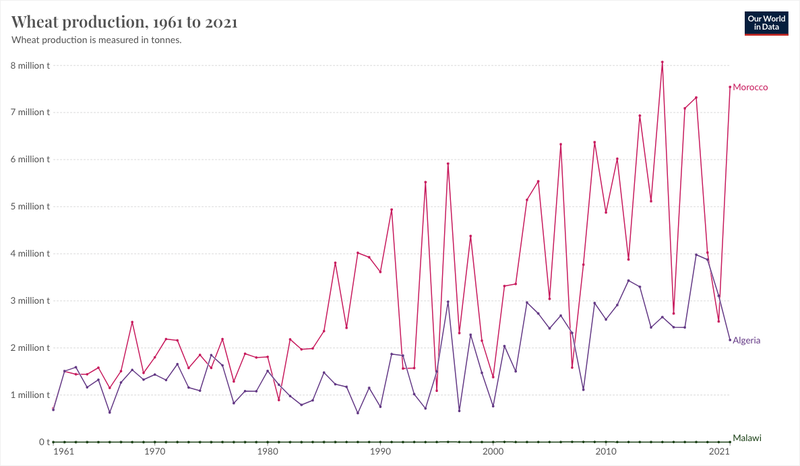 Wheat production, 1961 to 2021
Wheat production is measured in tonnes.
Our World
in Data
8 million t
7 million t
6 million t
5 million t
4 million t
3 million t
2 million t
1 million t
0 t
Morocco
Algeria
Malawi
1961
1970
1980
1990
2000
2010
2021